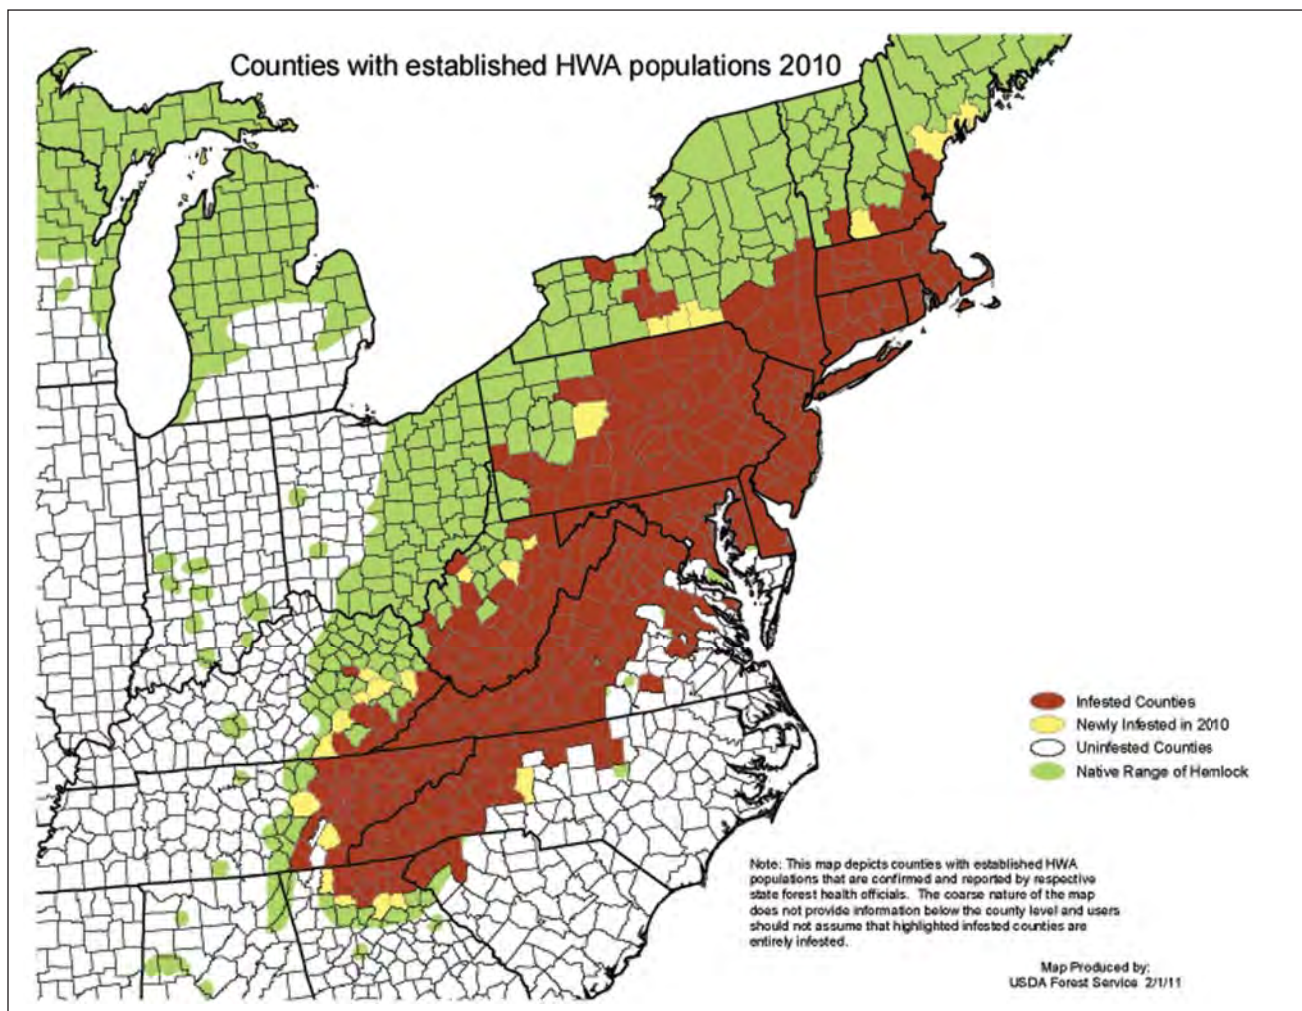 Counties with established HWA populations 2010
Infested Counties
Newly Infested in 2010
Uninfested Counties
Native Range of Hemlock
Note: This map depicts counties with established HWA
populations that are confirmed and reported by respective
state forest health officials. The coarse nature of the map
does not provide information below the county level and users
should not assume that highlighted infested counties are
entirely infested.
Map Produced by:
USDA Forest Service 2/1/11